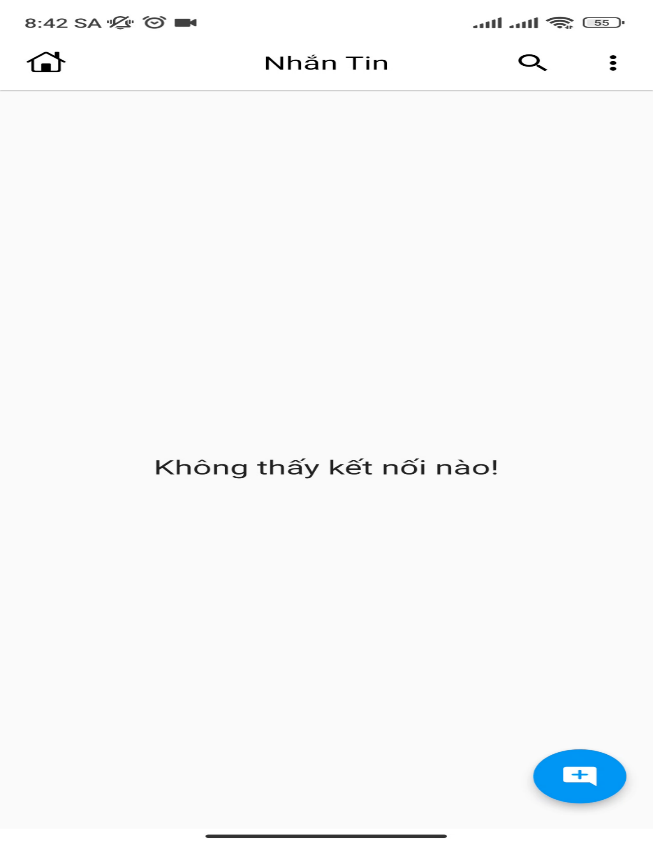 8:42 SA
55
Nhắn Tin
Không thấy kết nối nào!